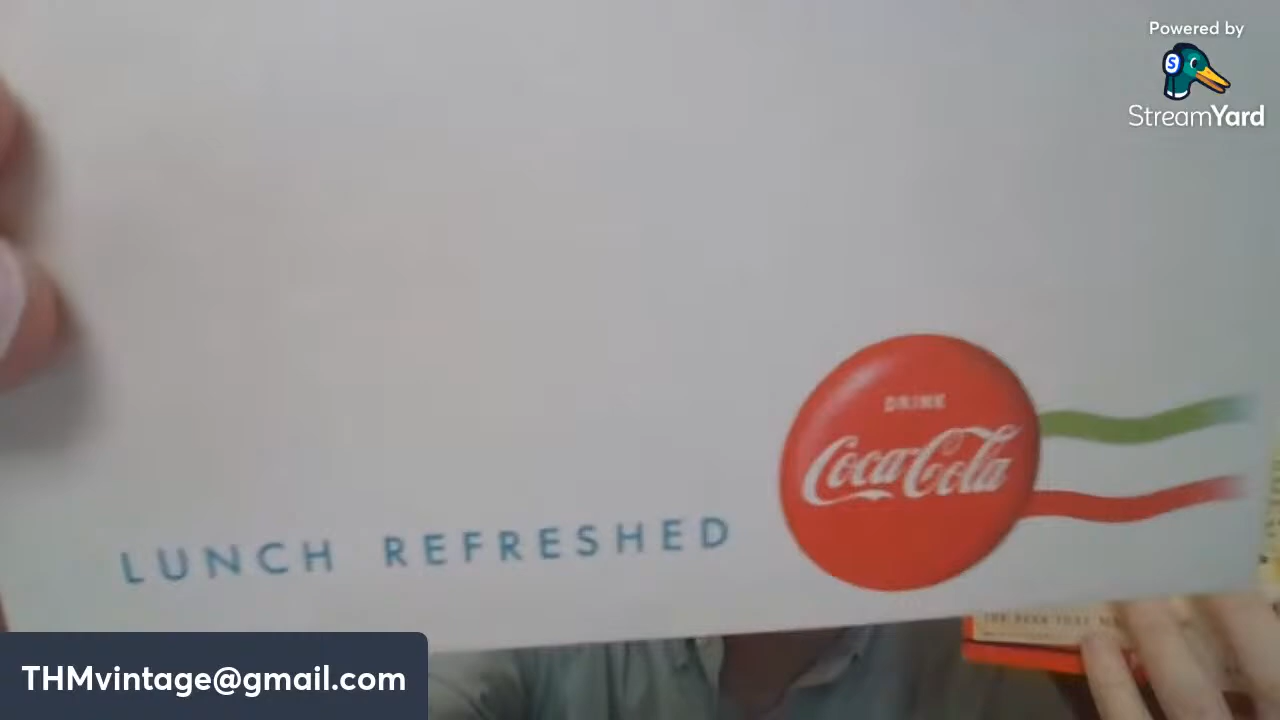 Powered by
StreamYard
DRINK
Coca-Cola
LUNCH REFRESHED
THMvintage@gmail.com